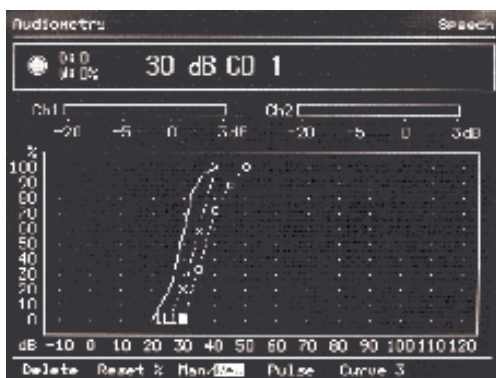 Audiometry Speech
D: 0
W: 0%
30 dB CD 1
Ch1 Ch2
-20 -5 0 3dB -20 -5 0 3dB
%
100
90
80
70
60
50
40
30
20
10
0
dB -10 0 10 20 30 40 50 60 70 80 90 100 110 120
Delete Reset % Man/ Pulse Curve 3